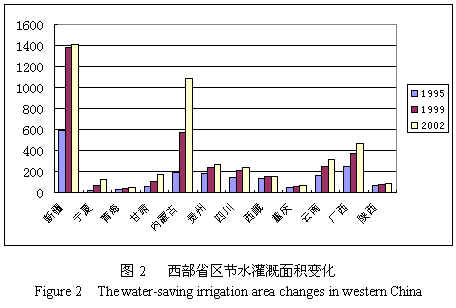 1600
1400
1200
1000
800
600
400
200
0
新疆
宁夏
青海
甘肃
内蒙古
贵州
四川
西藏
重庆
云南
广西
陕西
1995
1999
2002
图 2 西部省区节水灌溉面积变化
Figure 2 The water-saving irrigation area changes in western China